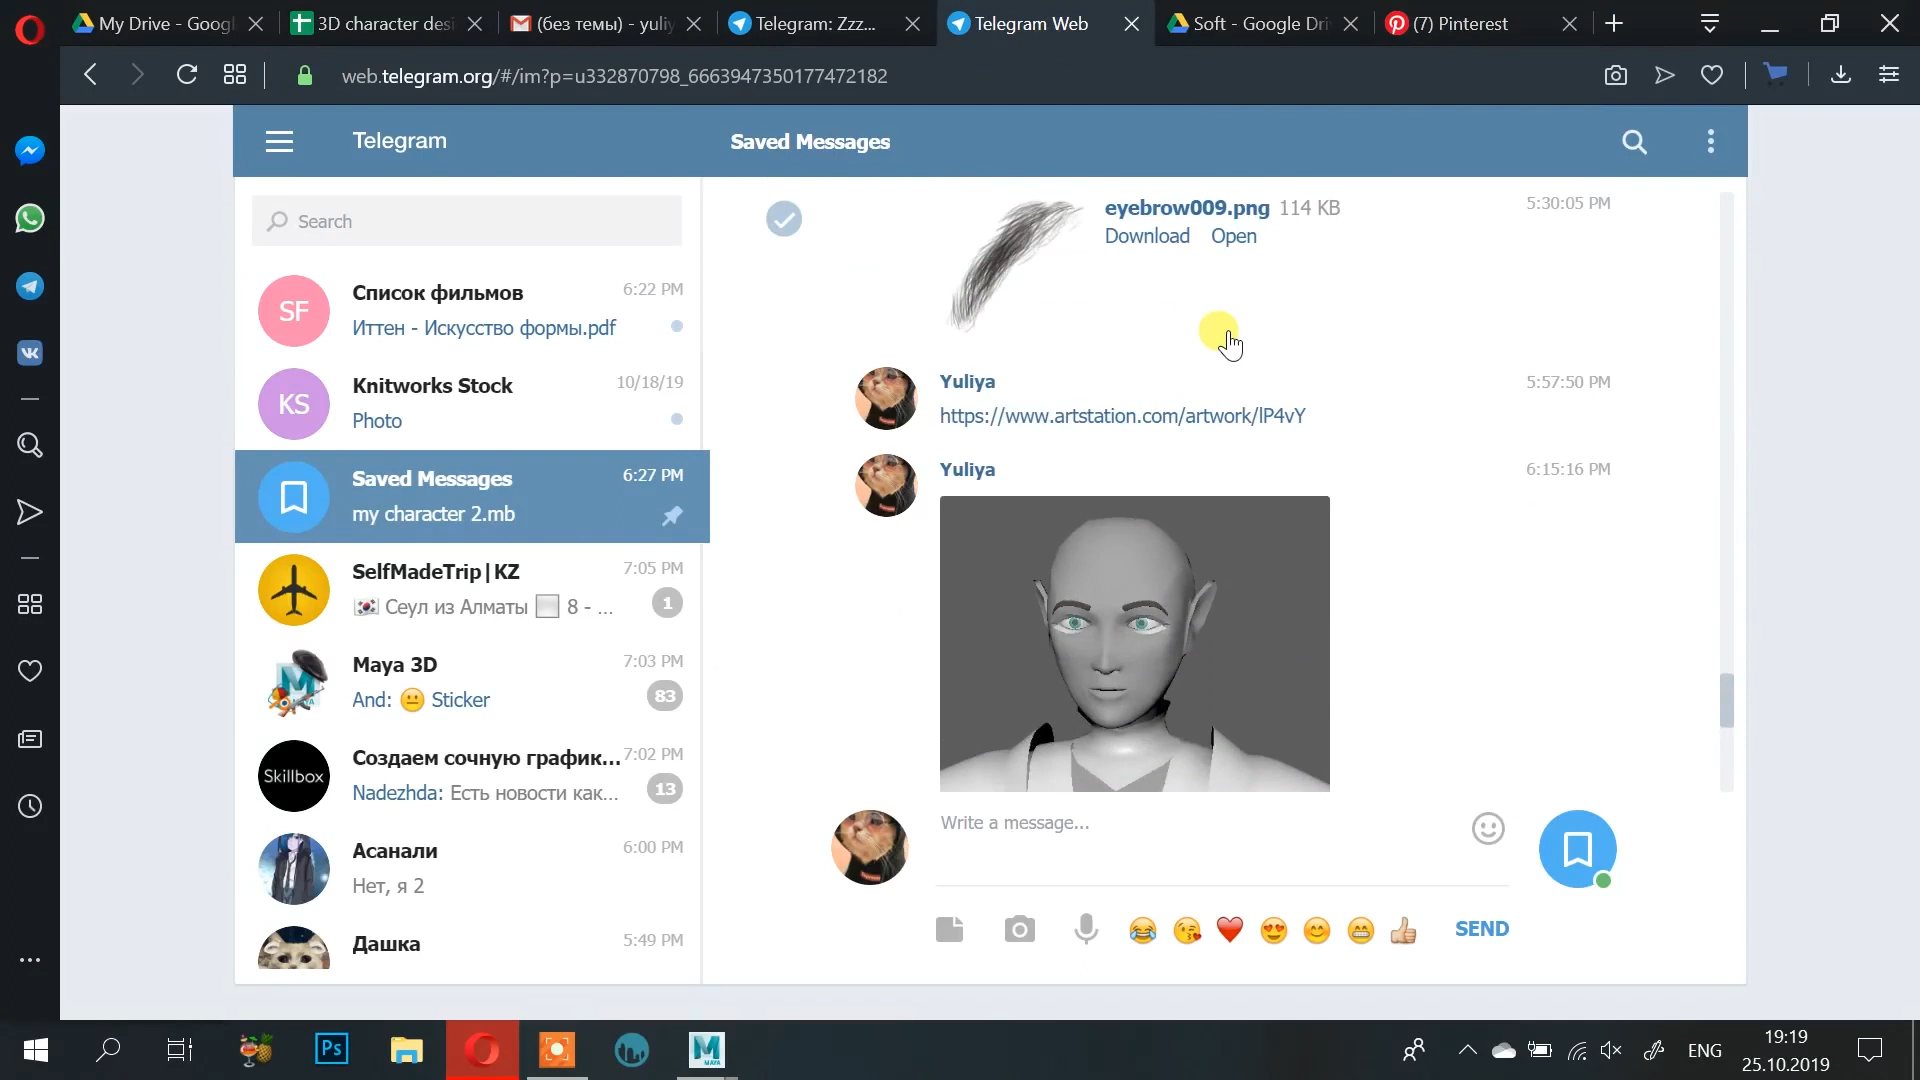 My Drive - Googl
3D character desi
(без темы) - yuliy
Telegram: Zzz...
Telegram Web
Soft - Google Dri
(7) Pinterest
web.telegram.org/#/im?p=u332870798_6663947350177472182
Telegram
Saved Messages
Search
SF
Список фильмов
6:22 PM
Иттен - Искусство формы.pdf
KS
Knitworks Stock
10/18/19
Photo
Saved Messages
6:27 PM
my character 2.mb
SelfMadeTrip|KZ
7:05 PM
Сеул из Алматы 8 - ...
1
Maya 3D
7:03 PM
And: 😐 Sticker
83
Skillbox
Создаем сочную график...
7:02 PM
Nadezhda: Есть новости как...
13
Асанали
6:00 PM
Нет, я 2
Дашка
5:49 PM
eyebrow009.png 114 KB
5:30:05 PM
Download Open
Yuliya
5:57:50 PM
https://www.artstation.com/artwork/lP4vY
Yuliya
6:15:16 PM
Write a message...
SEND
Ps
M
MAYA
ENG
19:19
25.10.2019